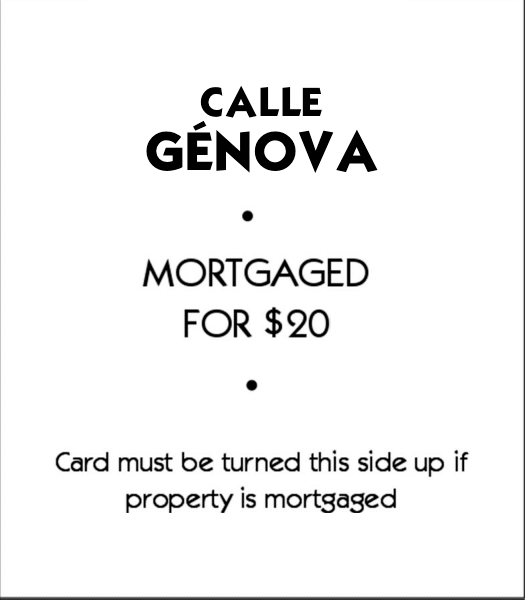 CALLE
GÉNOVA
•
MORTGAGED
FOR $20
•
Card must be turned this side up if
property is mortgaged